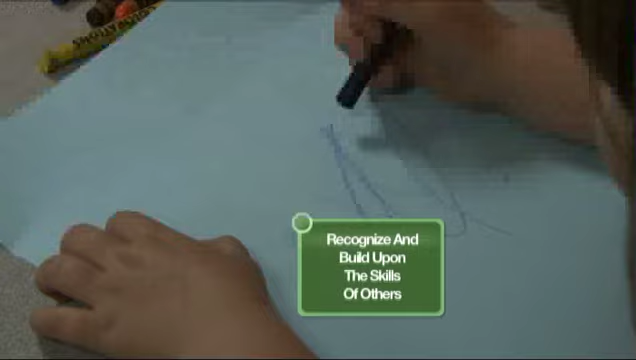 Recognize And
Build Upon
The Skills
Of Others